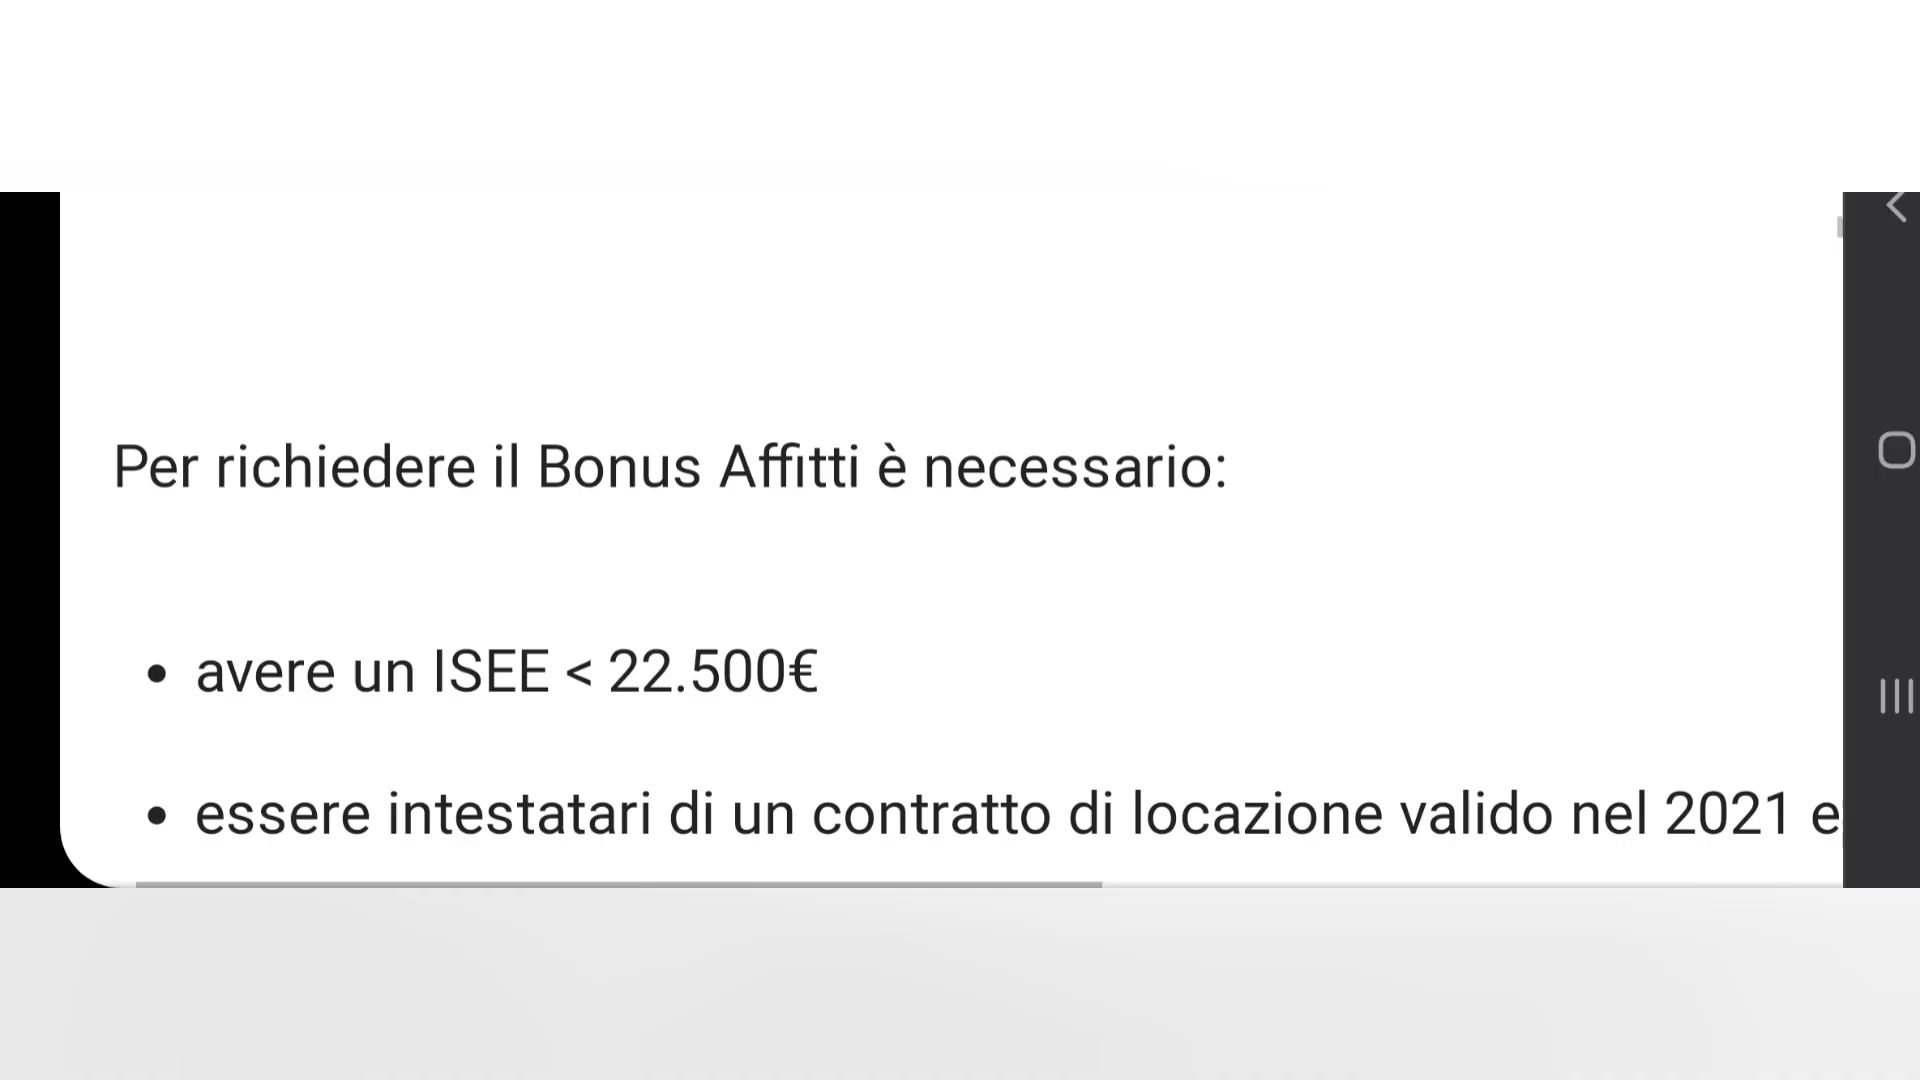 Per richiedere il Bonus Affitti è necessario:
• avere un ISEE < 22.500€
• essere intestatari di un contratto di locazione valido nel 2021 e